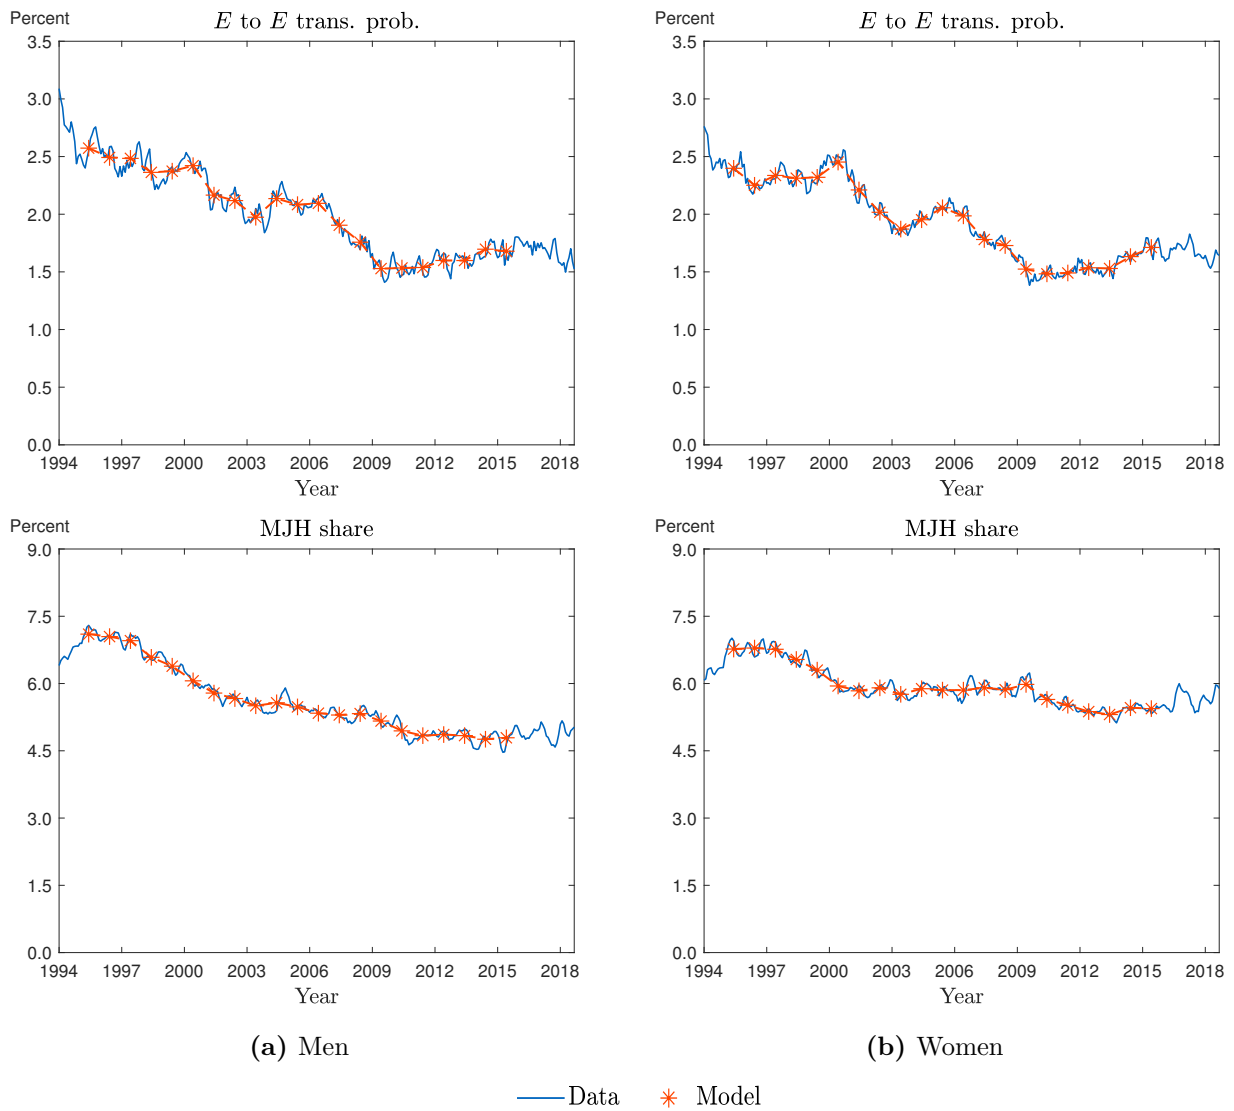 Percent
E to E trans. prob.
3.5
3.0
2.5
2.0
1.5
1.0
0.5
0.0
1994 1997 2000 2003 2006 2009 2012 2015 2018
Year
Percent
E to E trans. prob.
3.5
3.0
2.5
2.0
1.5
1.0
0.5
0.0
1994 1997 2000 2003 2006 2009 2012 2015 2018
Year
Percent
MJH share
9.0
7.5
6.0
4.5
3.0
1.5
0.0
1994 1997 2000 2003 2006 2009 2012 2015 2018
Year
Percent
MJH share
9.0
7.5
6.0
4.5
3.0
1.5
0.0
1994 1997 2000 2003 2006 2009 2012 2015 2018
Year
(a) Men
(b) Women
Data Model